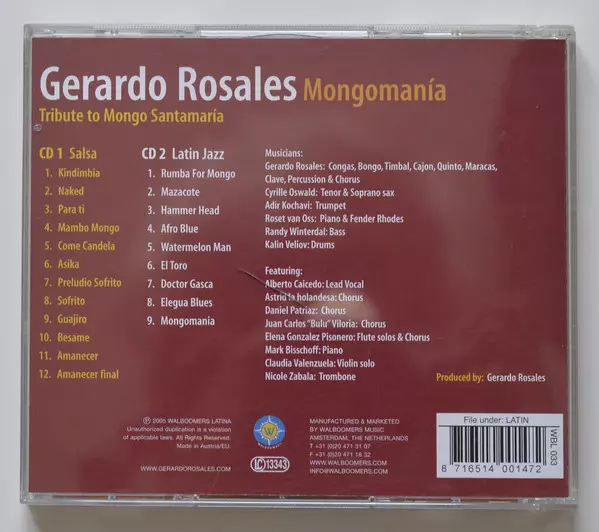 Gerardo Rosales Mongomanía
Tribute to Mongo Santamaría
CD 1 Salsa
1. Kindimbia
2. Naked
3. Para ti
4. Mambo Mongo
5. Come Candela
6. Asika
7. Preludio Sofrito
8. Sofrito
9. Guajiro
10. Besame
11. Amanecer
12. Amanecer final
CD 2 Latin Jazz
1. Rumba For Mongo
2. Mazacote
3. Hammer Head
4. Afro Blue
5. Watermelon Man
6. El Toro
7. Doctor Gasca
8. Elegua Blues
9. Mongomania
Musicians:
Gerardo Rosales: Congas, Bongo, Timbal, Cajon, Quinto, Maracas,
Clave, Percussion & Chorus
Cyrille Oswald: Tenor & Soprano sax
Adir Kochavi: Trumpet
Roset van Oss: Piano & Fender Rhodes
Randy Winterdal: Bass
Kalin Veliov: Drums
Featuring:
Alberto Caicedo: Lead Vocal
Astrid la holandesa: Chorus
Daniel Patriaz: Chorus
Juan Carlos "Bulu" Viloria: Chorus
Elena Gonzalez Pisonero: Flute solos & Chorus
Mark Bisschoff: Piano
Claudia Valenzuela: Violin solo
Nicole Zabala: Trombone
Produced by: Gerardo Rosales
℗ 2005 WALBOOMERS LATINA
Unauthorized duplication is a violation
of applicable laws. All Rights Reserved.
Made in Austria/EU.
WWW.GERARDOROSALES.COM
LC 13343
MANUFACTURED & MARKETED
BY WALBOOMERS MUSIC
AMSTERDAM, THE NETHERLANDS
T +31 (0)20 471 31 07
F +31 (0)20 471 16 32
WWW.WALBOOMERS.COM
INFO@WALBOOMERS.COM
File under: LATIN
8 716514 001472
WBL 033